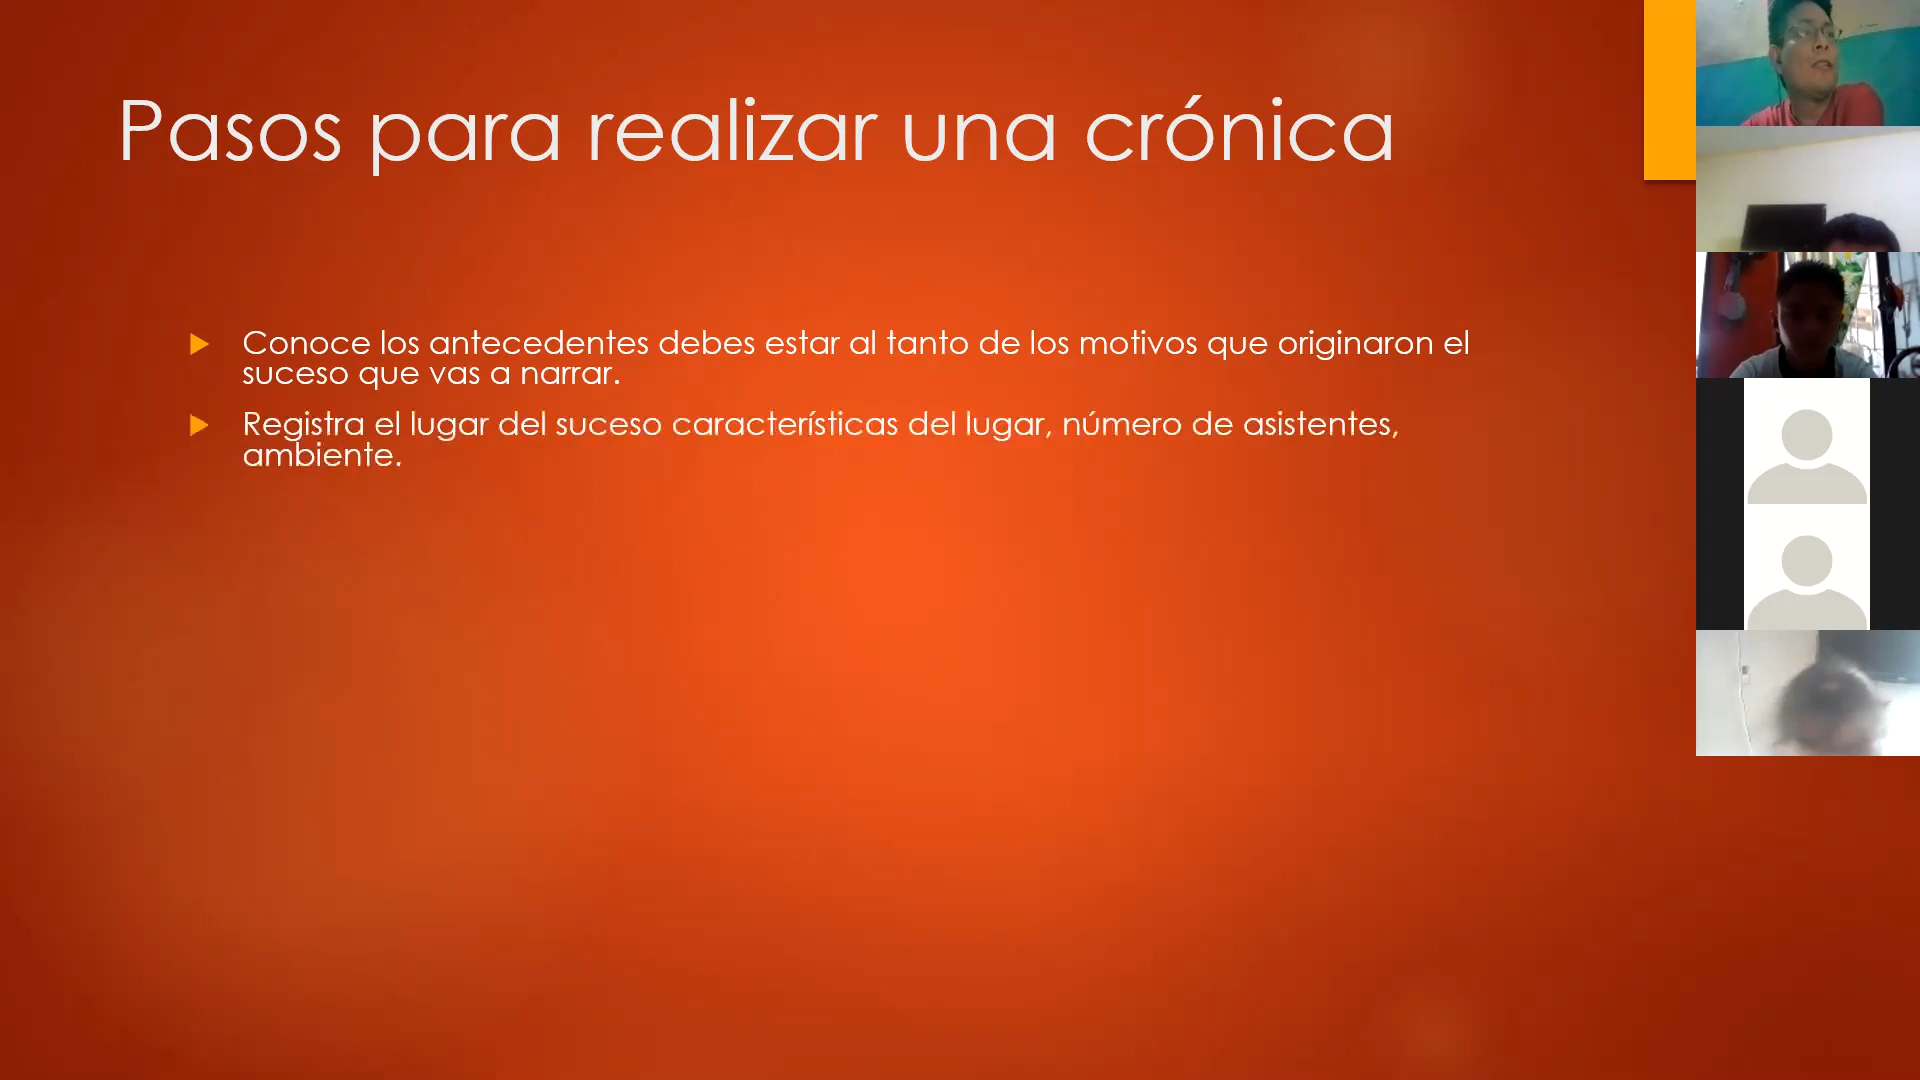 Pasos para realizar una crónica
Conoce los antecedentes debes estar al tanto de los motivos que originaron el
suceso que vas a narrar.
Registra el lugar del suceso características del lugar, número de asistentes,
ambiente.